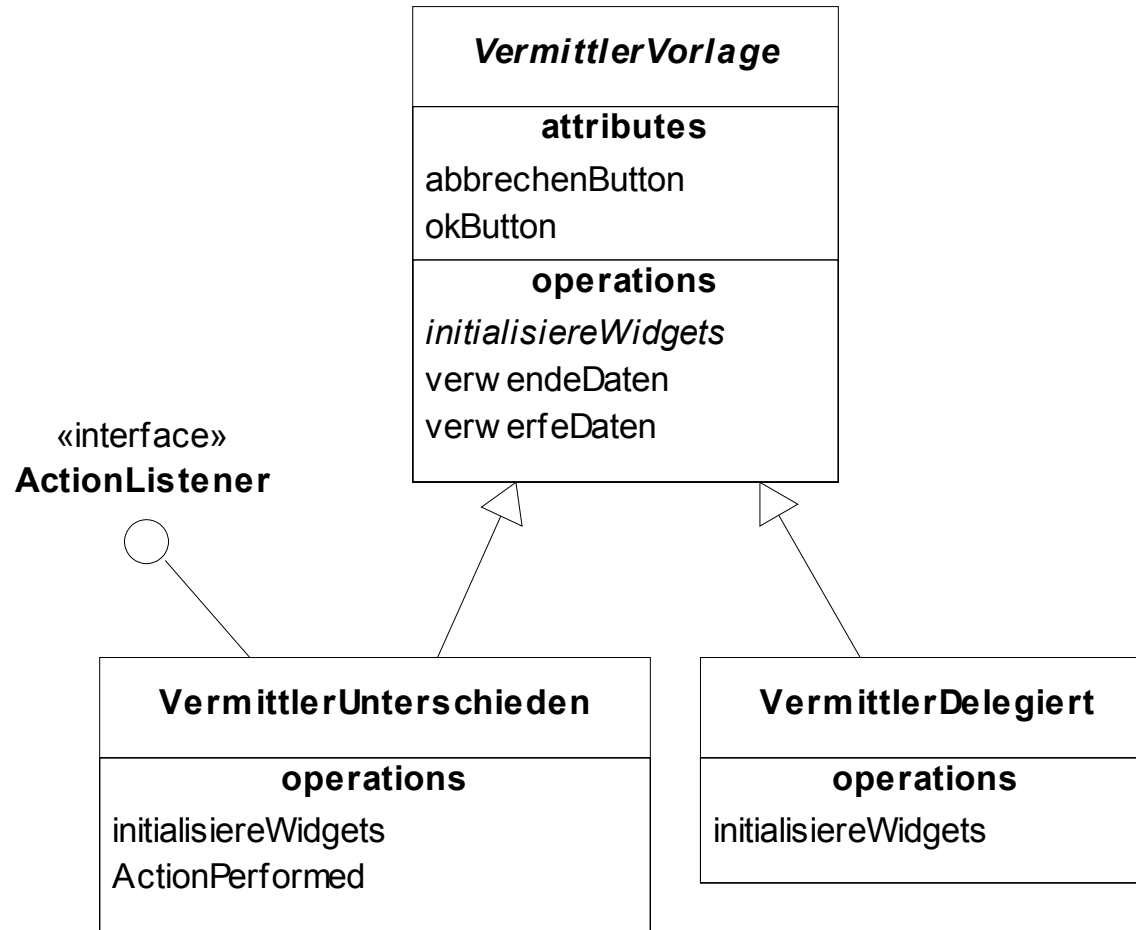 VermittlerVorlage
attributes
abbrechenButton
okButton
operations
initialisiereWidgets
verwendeDaten
verwerfeDaten
«interface»
ActionListener
VermittlerUnterschieden
operations
initialisiereWidgets
ActionPerformed
VermittlerDelegiert
operations
initialisiereWidgets